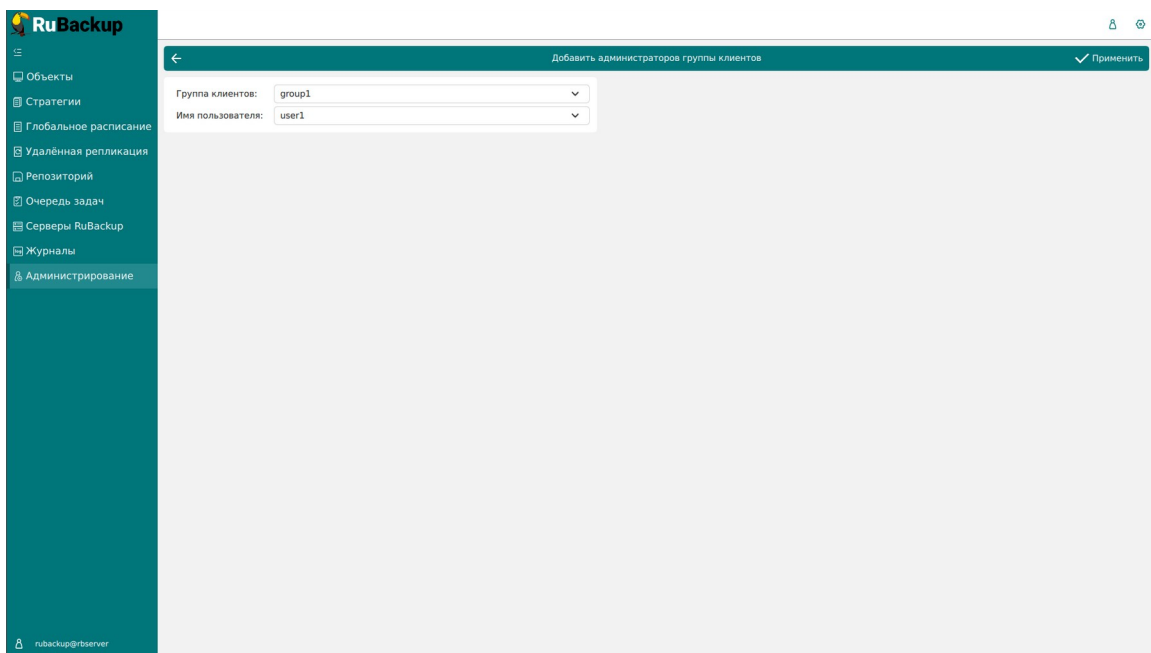 RuBackup
Добавить администраторов группы клиентов
Применить
Объекты
Стратегии
Глобальное расписание
Удалённая репликация
Репозиторий
Очередь задач
Серверы RuBackup
Журналы
Администрирование
Группа клиентов: group1
Имя пользователя: user1
rubackup@rbserver